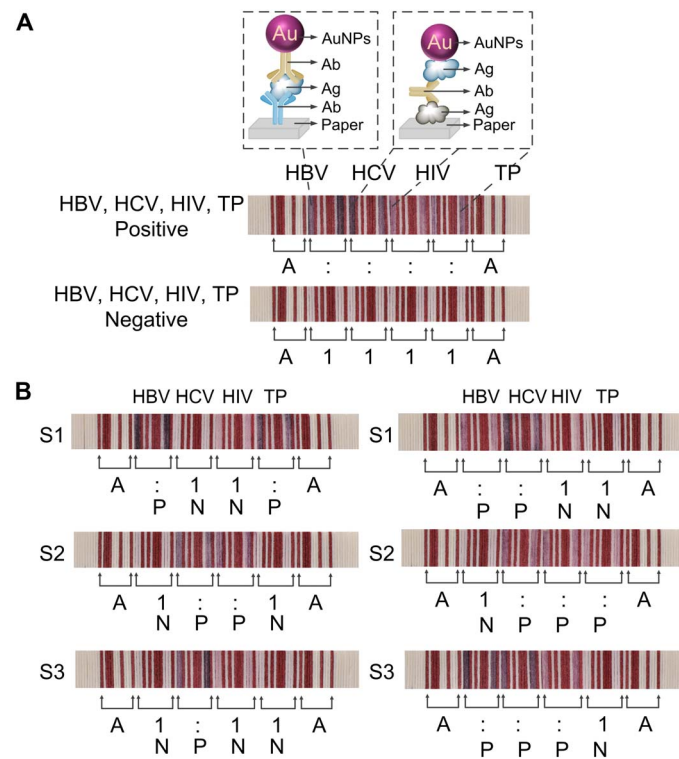 A
Au
AuNPs
Ab
Ag
Ab
Paper
Au
AuNPs
Ag
Ab
Ag
Paper
HBV HCV HIV TP
HBV, HCV, HIV, TP
Positive
A : : : : A
HBV, HCV, HIV, TP
Negative
A 1 1 1 1 A
B
HBV HCV HIV TP
S1
A : 1 1 : A
P N N P
S2
A 1 : : 1 A
N P P N
S3
A 1 : 1 1 A
N P N N
HBV HCV HIV TP
S1
A : : 1 1 A
P P N N
S2
A 1 : : : A
N P P P
S3
A : : : 1 A
P P P N